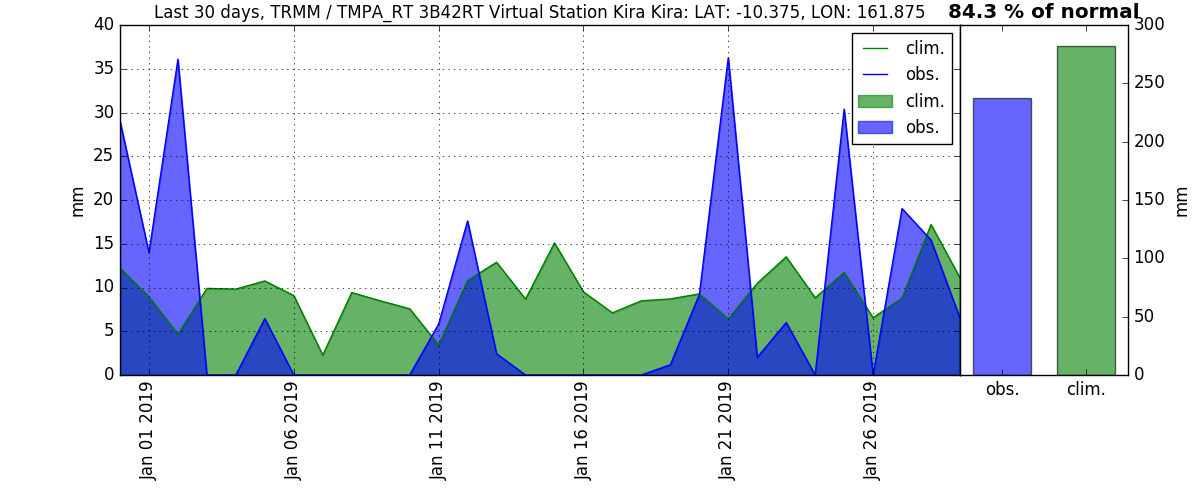 Last 30 days, TRMM / TMPA_RT 3B42RT Virtual Station Kira Kira: LAT: -10.375, LON: 161.875
84.3 % of normal
mm
40
35
30
25
20
15
10
5
0
clim.
obs.
clim.
obs.
Jan 01 2019
Jan 06 2019
Jan 11 2019
Jan 16 2019
Jan 21 2019
Jan 26 2019
300
250
200
150
100
50
0
mm
obs.
clim.